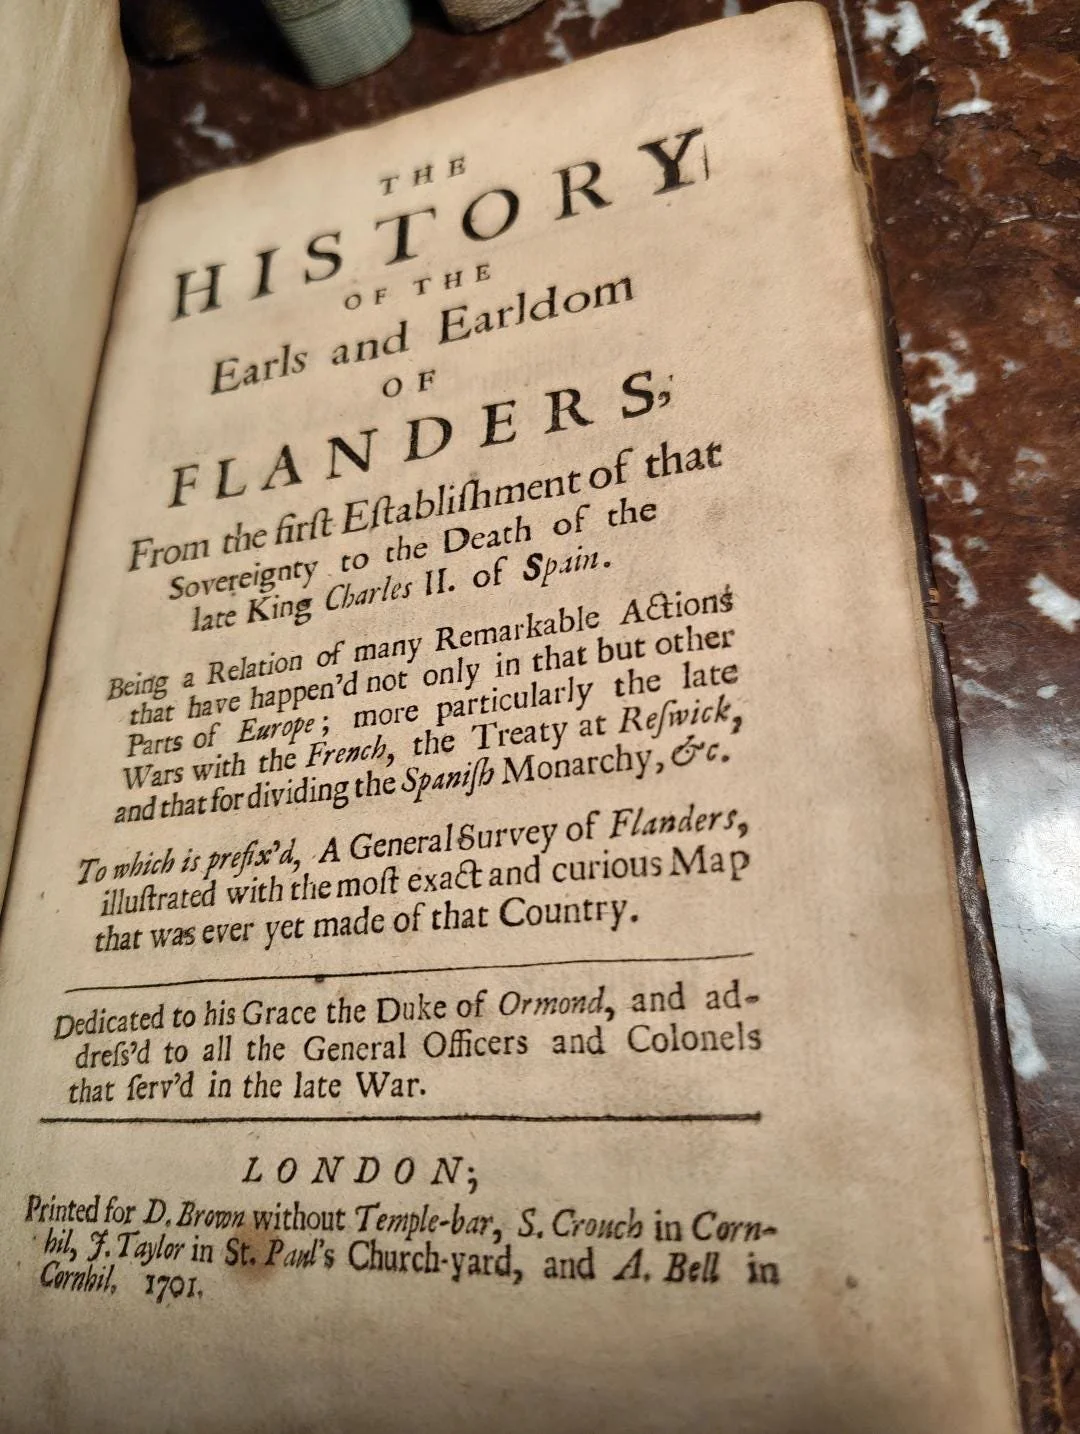 THE
HISTORY
OF THE
Earls and Earldom
OF
FLANDERS,
From the firſt Eſtabliſhment of that
Sovereignty to the Death of the
late King Charles II. of Spain.
Being a Relation of many Remarkable Actions
that have happen'd not only in that but other
Parts of Europe; more particularly the late
Wars with the French, the Treaty at Reſwick,
and that for dividing the Spaniſh Monarchy, &c.
To which is prefix'd, A General Survey of Flanders,
illuſtrated with the moſt exact and curious Map
that was ever yet made of that Country.
Dedicated to his Grace the Duke of Ormond, and ad-
dreſs'd to all the General Officers and Colonels
that ſerv'd in the late War.
LONDON;
Printed for D. Brown without Temple-bar, S. Crouch in Corn-
hil, J. Taylor in St. Paul's Church-yard, and A. Bell in
Cornhil, 1701.